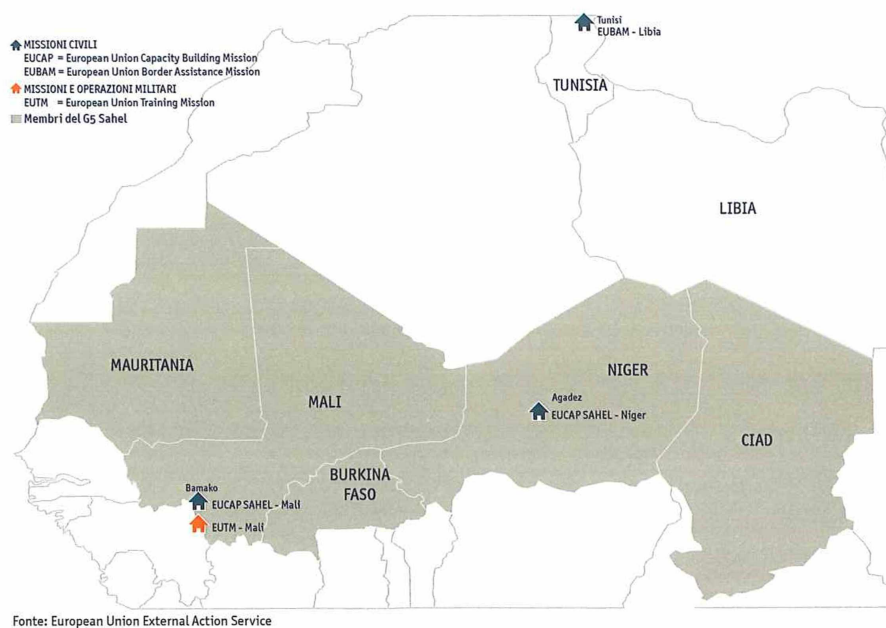 MISSIONI CIVILI
EUCAP = European Union Capacity Building Mission
EUBAM = European Union Border Assistance Mission
MISSIONI E OPERAZIONI MILITARI
EUTM = European Union Training Mission
Membri del G5 Sahel
Tunisi
EUBAM - Libia
TUNISIA
LIBIA
MAURITANIA
MALI
NIGER
Agadez
EUCAP SAHEL - Niger
CIAD
BURKINA
FASO
Bamako
EUCAP SAHEL - Mali
EUTM - Mali
Fonte: European Union External Action Service